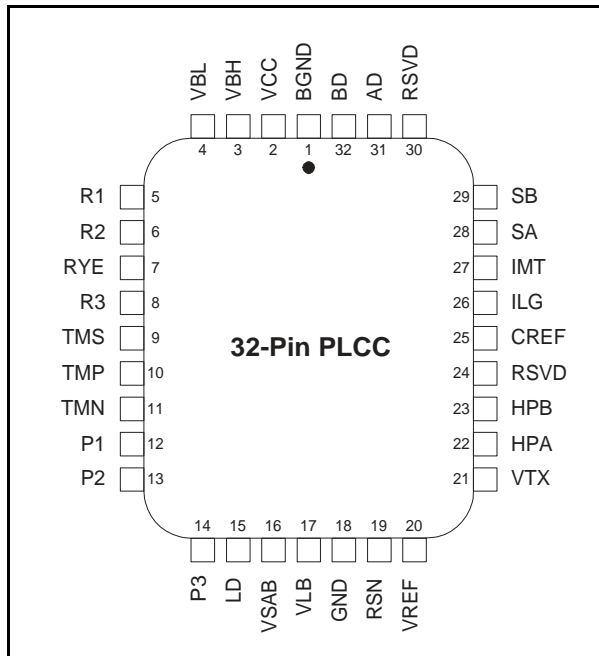 VBL VBH VCC BGND BD AD RSVD
4 3 2 1 32 31 30
R1 5 29 SB
R2 6 28 SA
RYE 7 27 IMT
R3 8 26 ILG
TMS 9 25 CREF
32-Pin PLCC
TMP 10 24 RSVD
TMN 11 23 HPB
P1 12 22 HPA
P2 13 21 VTX
14 15 16 17 18 19 20
P3 LD VSAB VLB GND RSN VREF